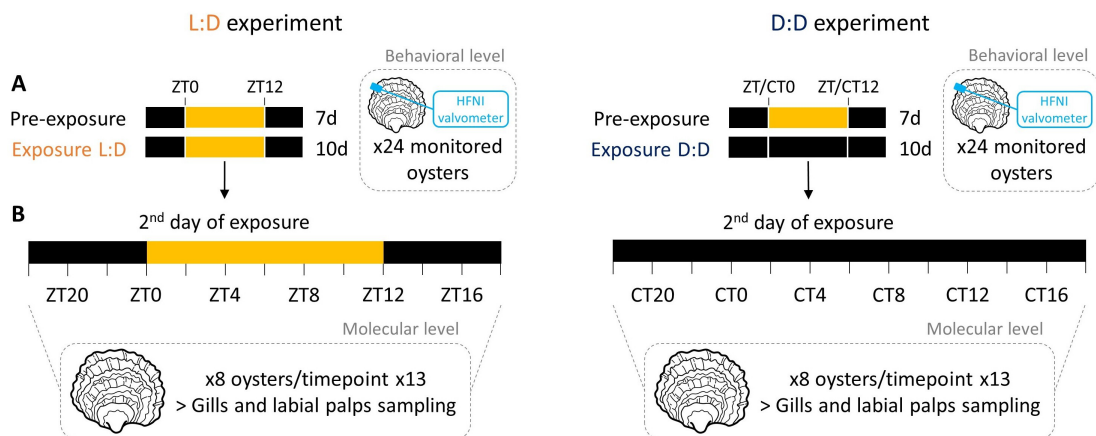 L:D experiment
Behavioral level
A
ZT0 ZT12
HFNI
valvometer
Pre-exposure 7d
Exposure L:D 10d
x24 monitored
oysters
B
2nd day of exposure
ZT20 ZT0 ZT4 ZT8 ZT12 ZT16
Molecular level
x8 oysters/timepoint x13
> Gills and labial palps sampling
D:D experiment
Behavioral level
ZT/CT0 ZT/CT12
HFNI
valvometer
Pre-exposure 7d
Exposure D:D 10d
x24 monitored
oysters
2nd day of exposure
CT20 CT0 CT4 CT8 CT12 CT16
Molecular level
x8 oysters/timepoint x13
> Gills and labial palps sampling